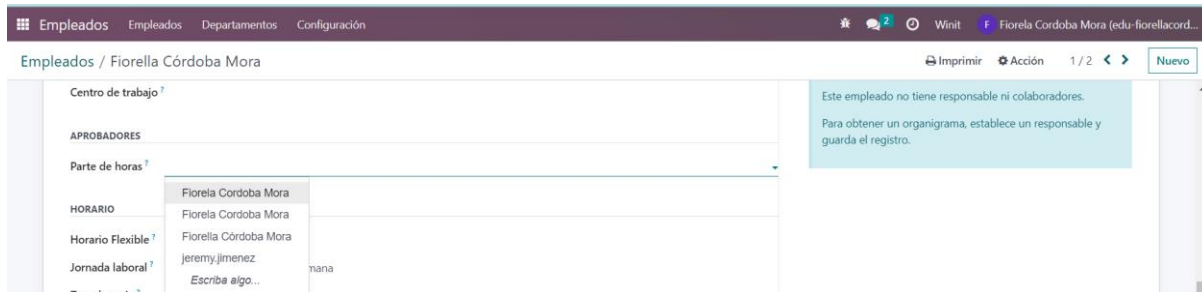 Empleados Empleados Departamentos Configuración 2 Winit F Fiorela Cordoba Mora (edu-fiorellacord...
Empleados / Fiorella Córdoba Mora Imprimir Acción 1 / 2 Nuevo
Centro de trabajo ?
Este empleado no tiene responsable ni colaboradores.
Para obtener un organigrama, establece un responsable y
guarda el registro.
APROBADORES
Parte de horas ?
Fiorela Cordoba Mora
HORARIO
Fiorela Cordoba Mora
Horario Flexible ?
Fiorella Córdoba Mora
jeremy.jimenez
Jornada laboral ? mana
Escriba algo...